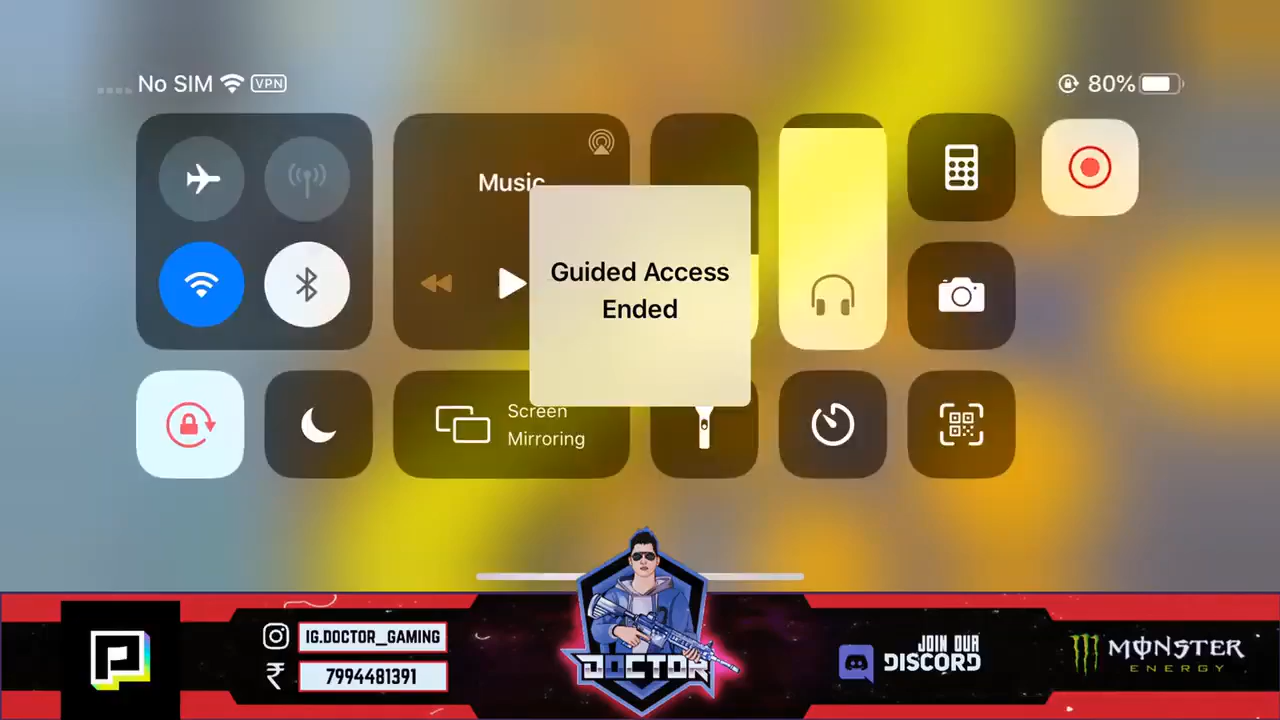 No SIM
VPN
80%
Music
Guided Access
Ended
Screen
Mirroring
IG.DOCTOR_GAMING
₹
7994481391
DOCTOR
JOIN OUR
DISCORD
MONSTER
ENERGY